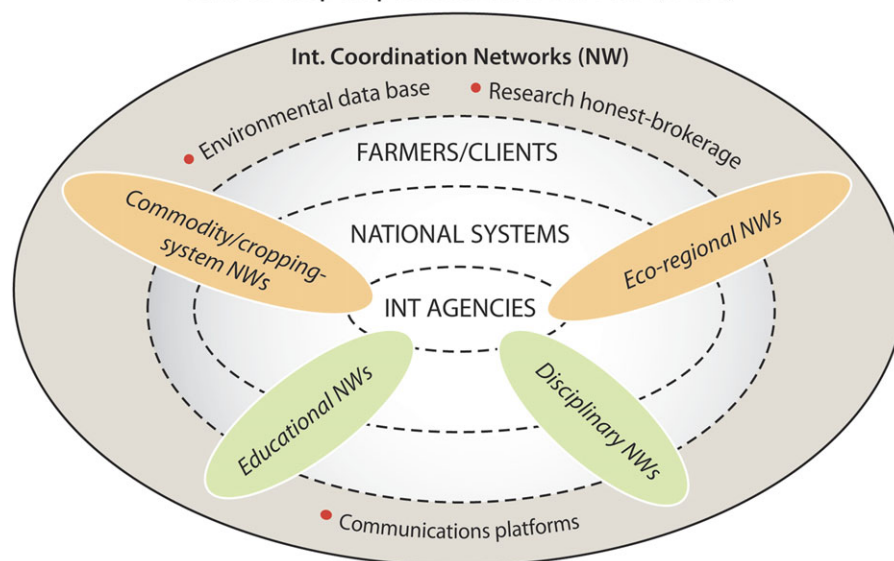 Int. Coordination Networks (NW)
Environmental data base
Research honest-brokerage
FARMERS/CLIENTS
Commodity/cropping-
system NWs
NATIONAL SYSTEMS
Eco-regional NWs
INT AGENCIES
Educational NWs
Disciplinary NWs
Communications platforms